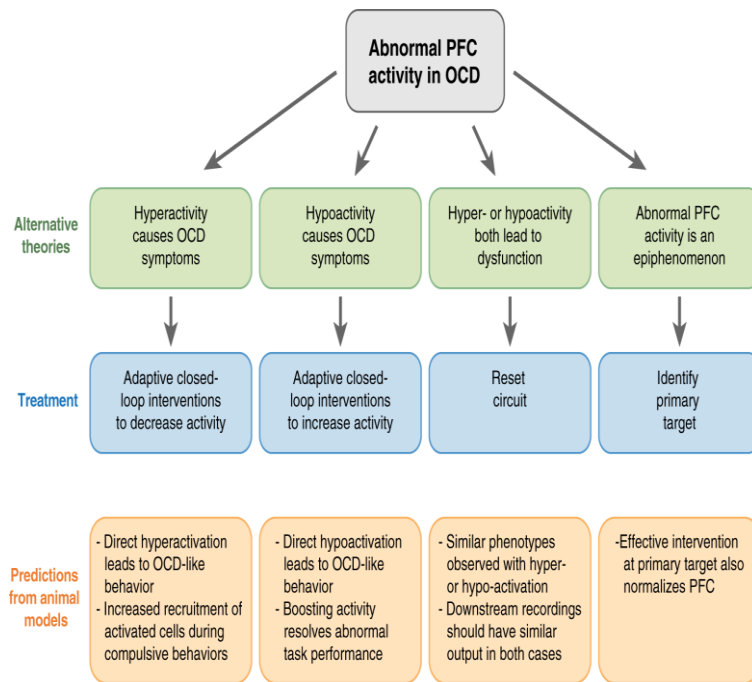 Abnormal PFC
activity in OCD
Alternative
theories
Hyperactivity
causes OCD
symptoms
Hypoactivity
causes OCD
symptoms
Hyper- or hypoactivity
both lead to
dysfunction
Abnormal PFC
activity is an
epiphenomenon
Treatment
Adaptive closed-
loop interventions
to decrease activity
Adaptive closed-
loop interventions
to increase activity
Reset
circuit
Identify
primary
target
Predictions
from animal
models
- Direct hyperactivation
leads to OCD-like
behavior
- Increased recruitment of
activated cells during
compulsive behaviors
- Direct hypoactivation
leads to OCD-like
behavior
- Boosting activity
resolves abnormal
task performance
- Similar phenotypes
observed with hyper-
or hypo-activation
- Downstream recordings
should have similar
output in both cases
-Effective intervention
at primary target also
normalizes PFC